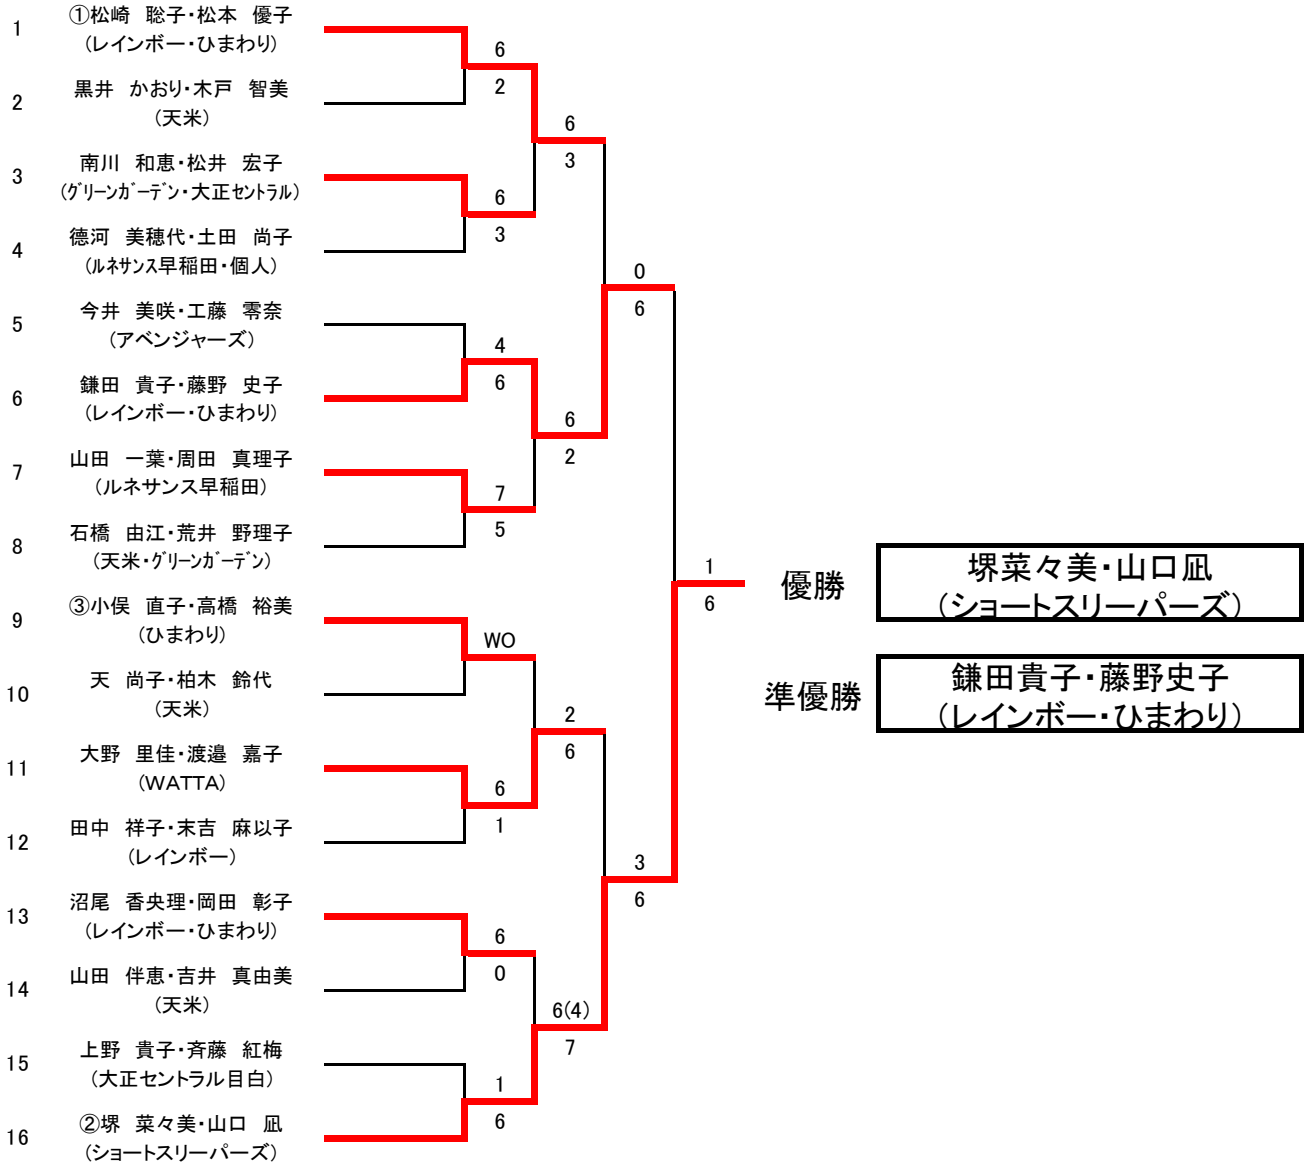 1 ①松崎 聡子・松本 優子
(レインボー・ひまわり)
6
2
2 黒井 かおり・木戸 智美
(天米)
6
3
3 南川 和恵・松井 宏子
(グリーンガーデン・大正セントラル)
6
3
4 德河 美穂代・土田 尚子
(ルネサンス早稲田・個人)
0
6
5 今井 美咲・工藤 零奈
(アベンジャーズ)
4
6
6 鎌田 貴子・藤野 史子
(レインボー・ひまわり)
6
2
7 山田 一葉・周田 真理子
(ルネサンス早稲田)
7
5
8 石橋 由江・荒井 野理子
(天米・グリーンガーデン)
1
6
優勝 堺菜々美・山口凪
(ショートスリーパーズ)
9 ③小俣 直子・高橋 裕美
(ひまわり)
WO
準優勝 鎌田貴子・藤野史子
(レインボー・ひまわり)
10 天 尚子・柏木 鈴代
(天米)
2
6
11 大野 里佳・渡邉 嘉子
(WATTA)
6
1
12 田中 祥子・末吉 麻以子
(レインボー)
3
6
13 沼尾 香央理・岡田 彰子
(レインボー・ひまわり)
6
0
14 山田 伴恵・吉井 真由美
(天米)
6(4)
7
15 上野 貴子・斉藤 紅梅
(大正セントラル目白)
1
6
16 ②堺 菜々美・山口 凪
(ショートスリーパーズ)